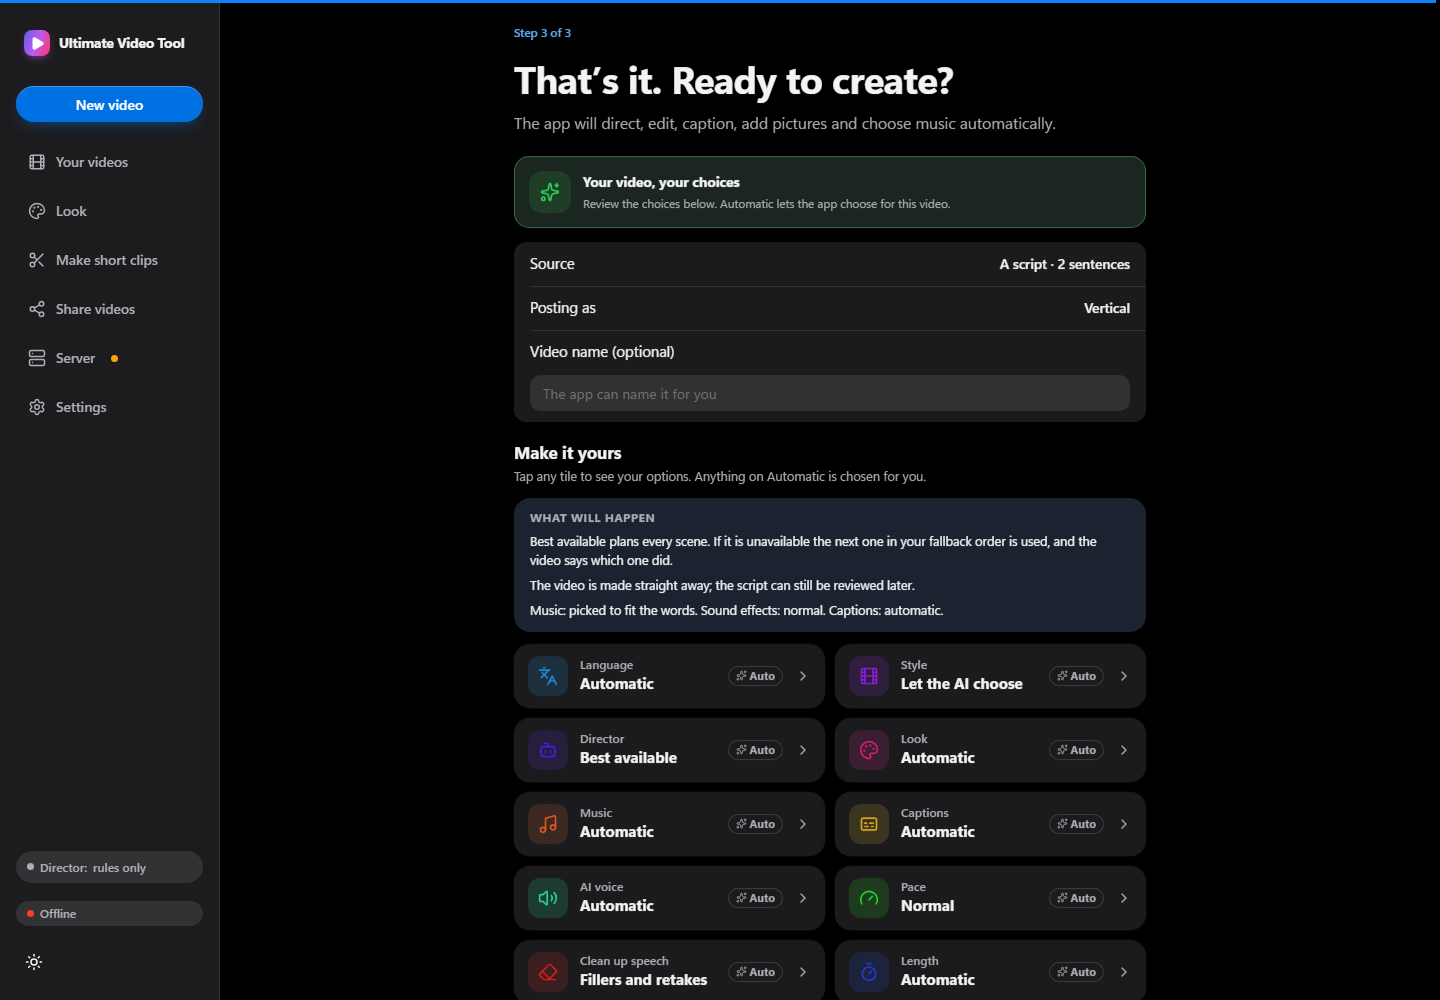 Ultimate Video Tool
New video
Your videos
Look
Make short clips
Share videos
Server
Settings
Director: rules only
Offline
Step 3 of 3
That’s it. Ready to create?
The app will direct, edit, caption, add pictures and choose music automatically.
Your video, your choices
Review the choices below. Automatic lets the app choose for this video.
Source
A script · 2 sentences
Posting as
Vertical
Video name (optional)
The app can name it for you
Make it yours
Tap any tile to see your options. Anything on Automatic is chosen for you.
WHAT WILL HAPPEN
Best available plans every scene. If it is unavailable the next one in your fallback order is used, and the
video says which one did.
The video is made straight away; the script can still be reviewed later.
Music: picked to fit the words. Sound effects: normal. Captions: automatic.
Language
Automatic
Auto
Style
Let the AI choose
Auto
Director
Best available
Auto
Look
Automatic
Auto
Music
Automatic
Auto
Captions
Automatic
Auto
AI voice
Automatic
Auto
Pace
Normal
Auto
Clean up speech
Fillers and retakes
Auto
Length
Automatic
Auto